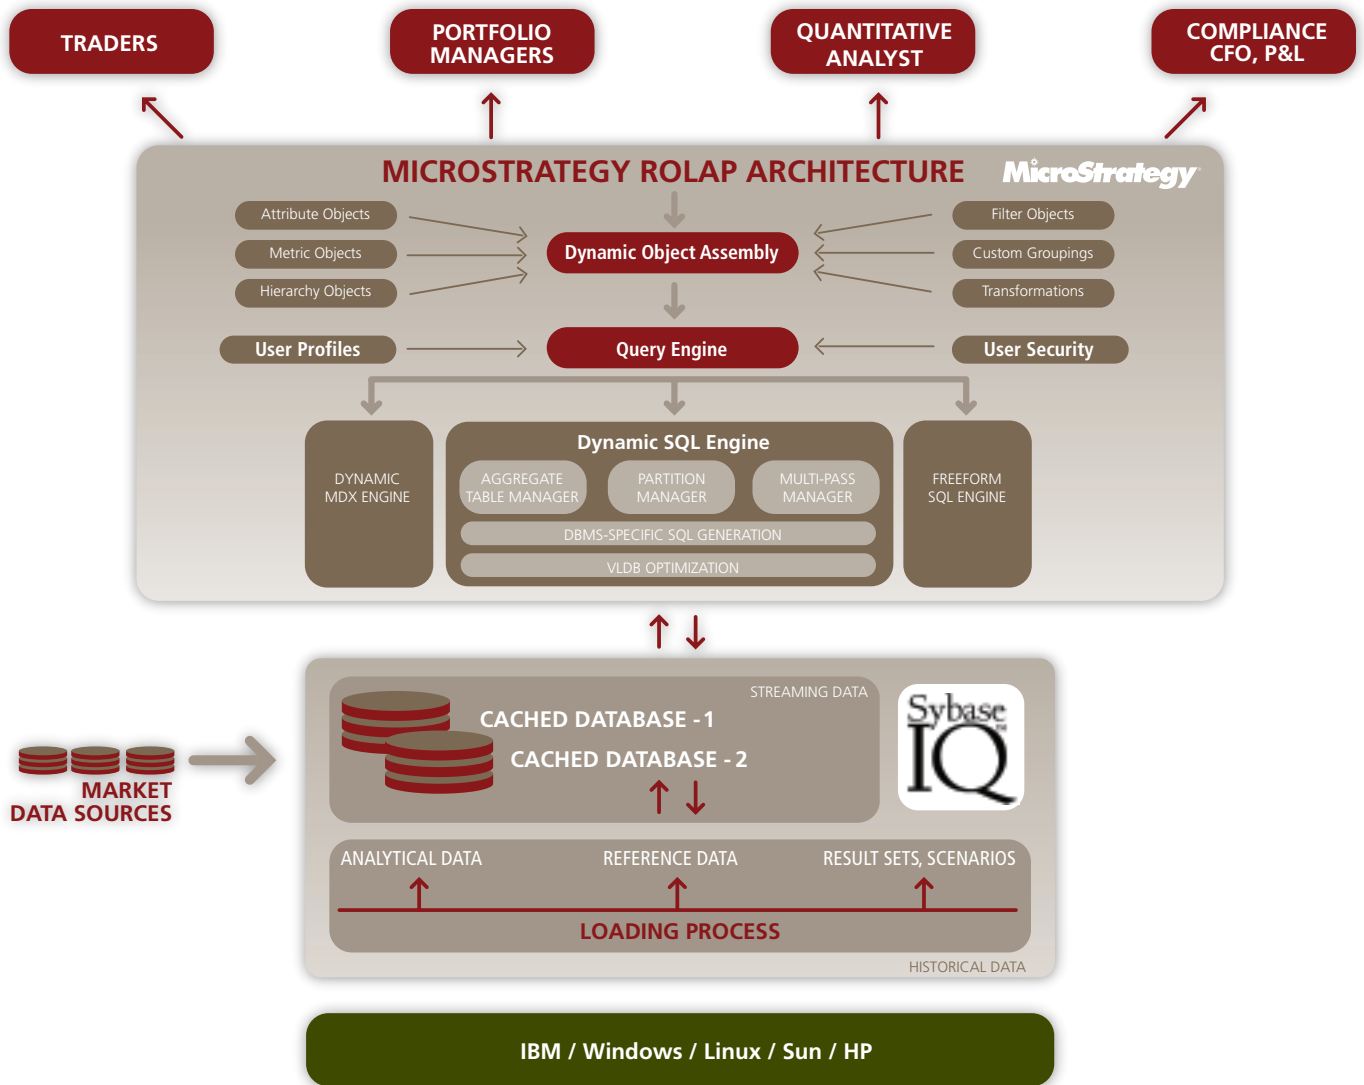 TRADERS
PORTFOLIO
MANAGERS
QUANTITATIVE
ANALYST
COMPLIANCE
CFO, P&L
MICROSTRATEGY ROLAP ARCHITECTURE
MicroStrategy
Attribute Objects
Metric Objects
Hierarchy Objects
Dynamic Object Assembly
Filter Objects
Custom Groupings
Transformations
User Profiles
Query Engine
User Security
DYNAMIC
MDX ENGINE
Dynamic SQL Engine
AGGREGATE
TABLE MANAGER
PARTITION
MANAGER
MULTI-PASS
MANAGER
DBMS-SPECIFIC SQL GENERATION
VLDB OPTIMIZATION
FREEFORM
SQL ENGINE
STREAMING DATA
CACHED DATABASE - 1
CACHED DATABASE - 2
Sybase
IQ
MARKET
DATA SOURCES
ANALYTICAL DATA
REFERENCE DATA
RESULT SETS, SCENARIOS
LOADING PROCESS
HISTORICAL DATA
IBM / Windows / Linux / Sun / HP